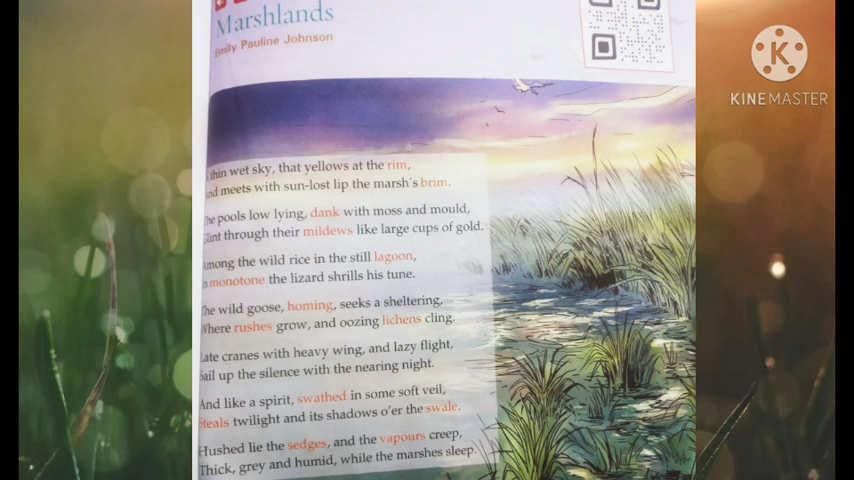 Marshlands
Emily Pauline Johnson
KINEMASTER
thin wet sky, that yellows at the rim,
and meets with sun-lost lip the marsh's brim.
The pools low lying, dank with moss and mould,
Glint through their mildews like large cups of gold.
Among the wild rice in the still lagoon,
In monotone the lizard shrills his tune.
The wild goose, homing, seeks a sheltering,
Where rushes grow, and oozing lichens cling.
Late cranes with heavy wing, and lazy flight,
Sail up the silence with the nearing night.
And like a spirit, swathed in some soft veil,
Steals twilight and its shadows o'er the swale.
Hushed lie the sedges, and the vapours creep,
Thick, grey and humid, while the marshes sleep.